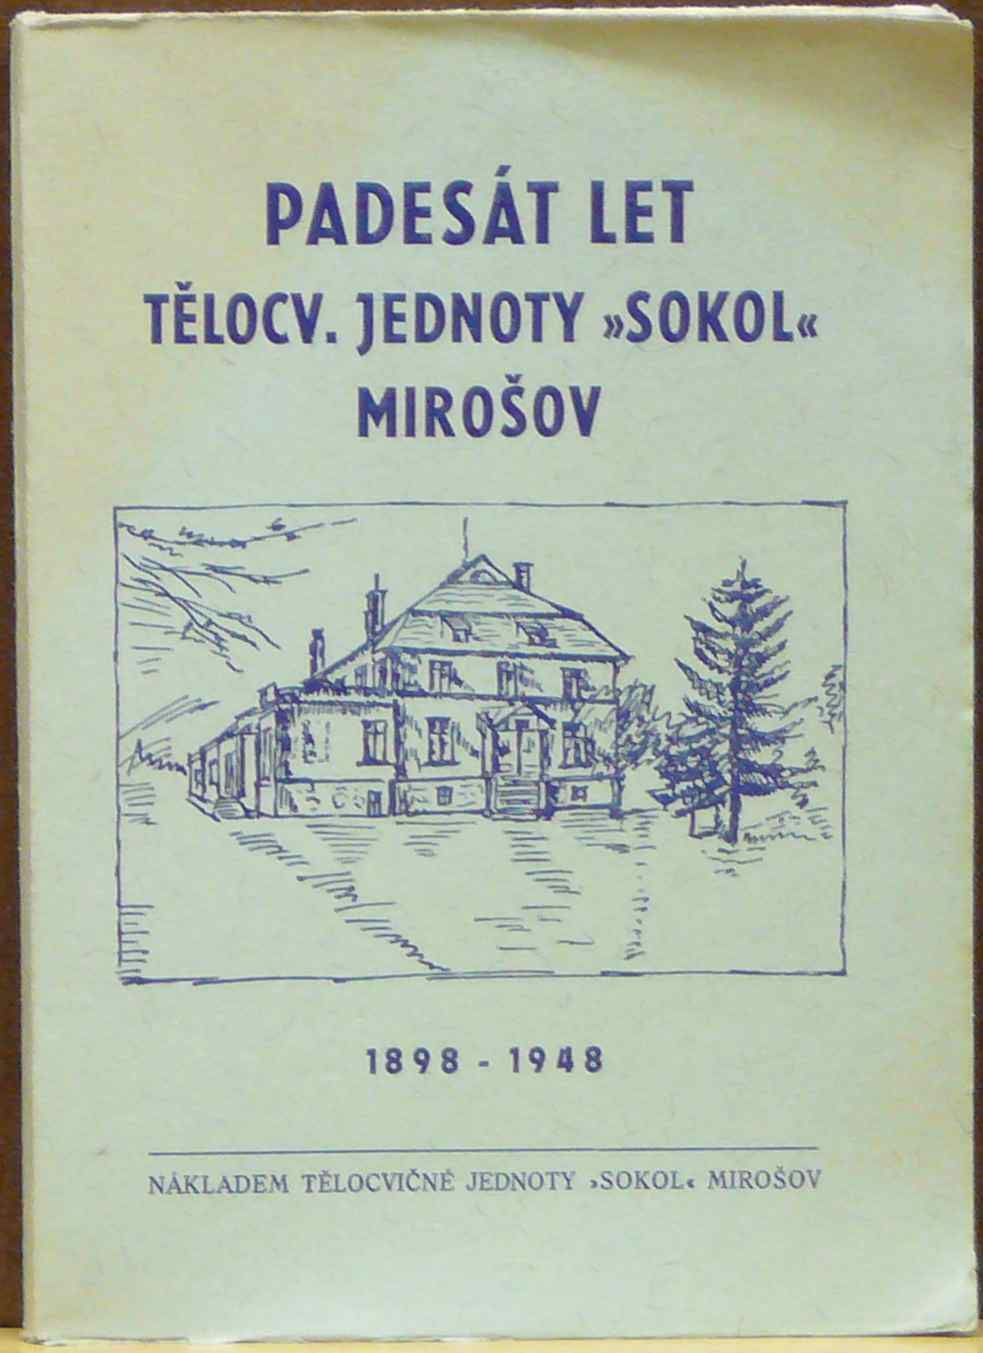 PADESÁT LET
TĚLOCV. JEDNOTY »SOKOL«
MIROŠOV
1898 - 1948
NÁKLADEM TĚLOCVIČNÉ JEDNOTY ›SOKOL‹ MIROŠOV